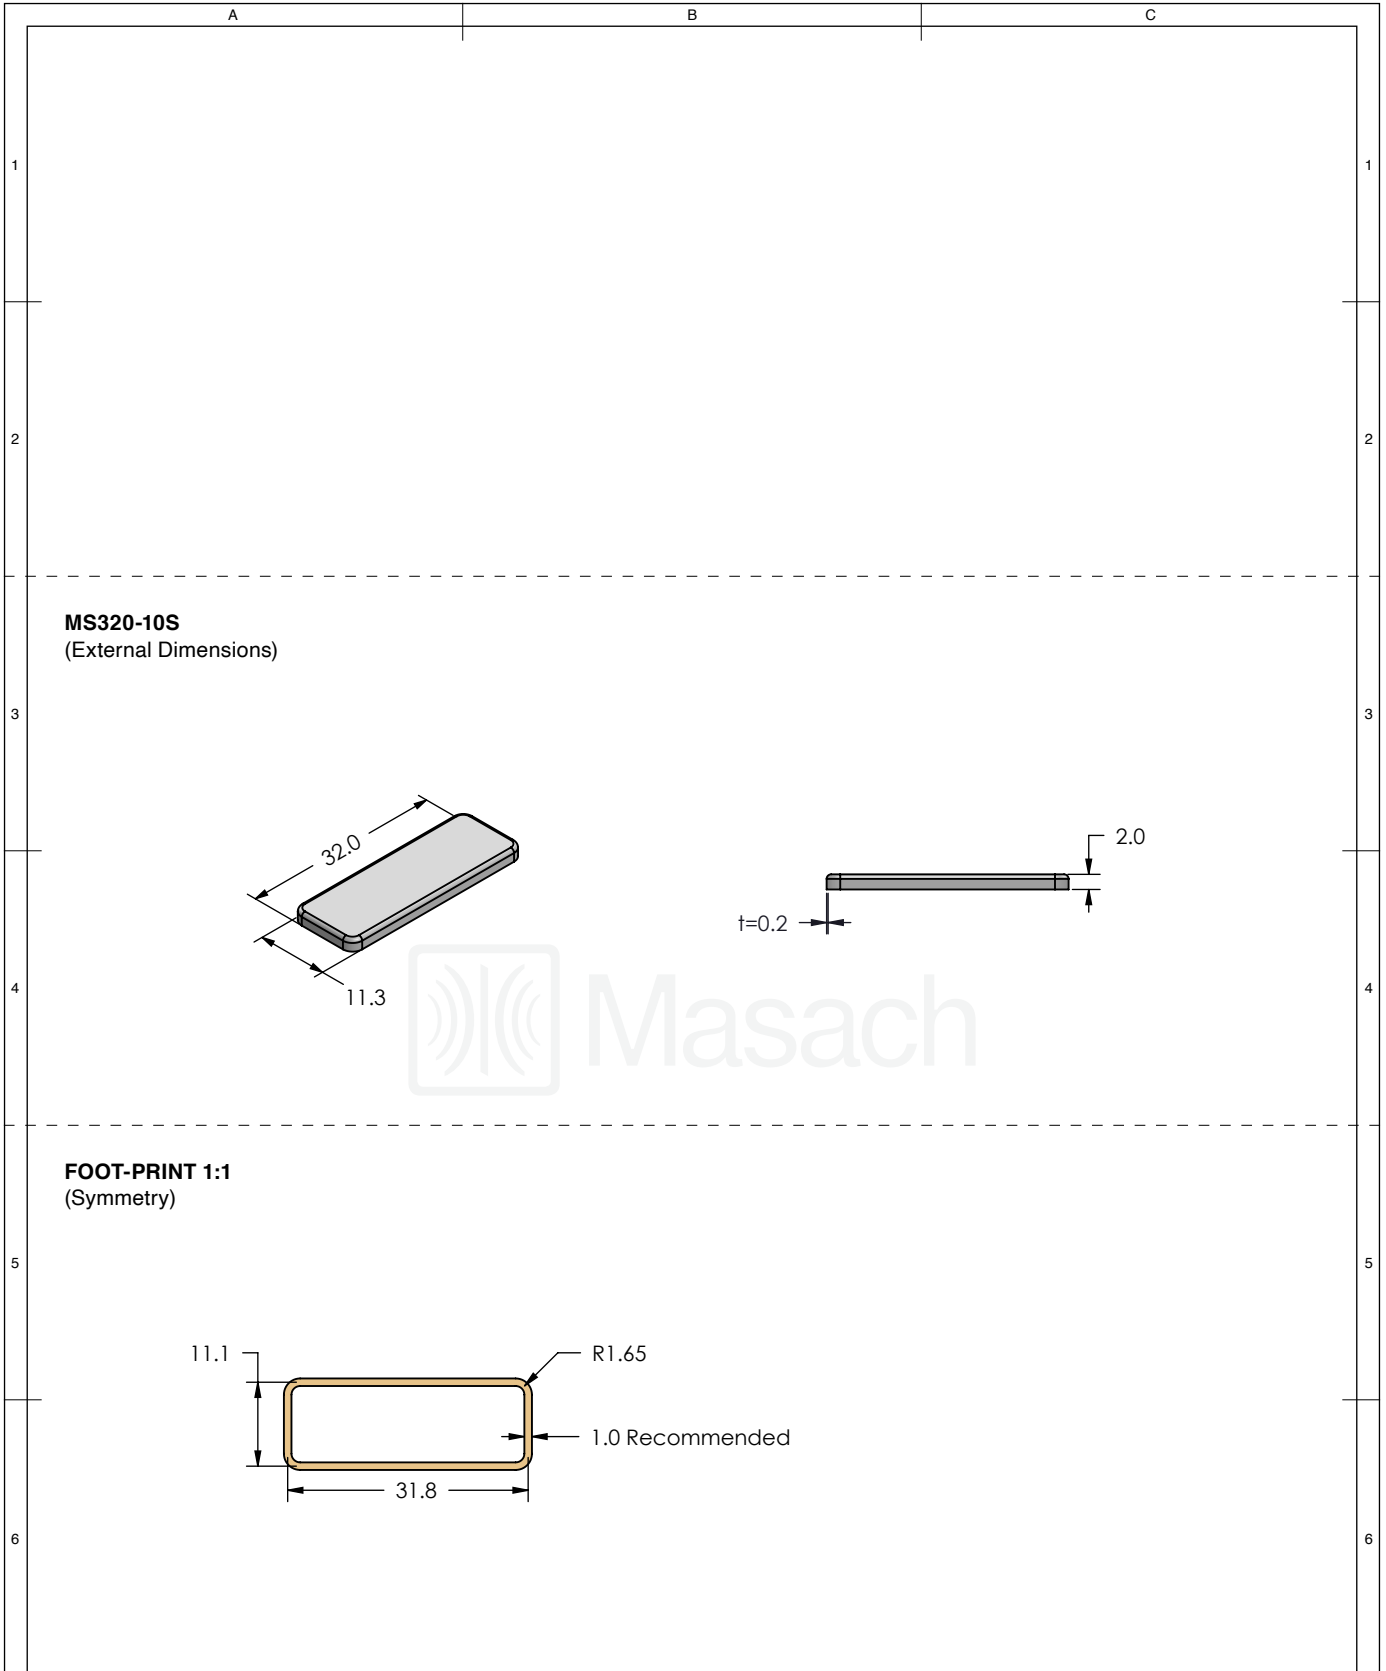 A B C
1 1
2 2
MS320-10S
(External Dimensions)
3 3
32.0
2.0
t=0.2
11.3
4 4
Masach
FOOT-PRINT 1:1
(Symmetry)
5 5
11.1 R1.65
1.0 Recommended
31.8
6 6